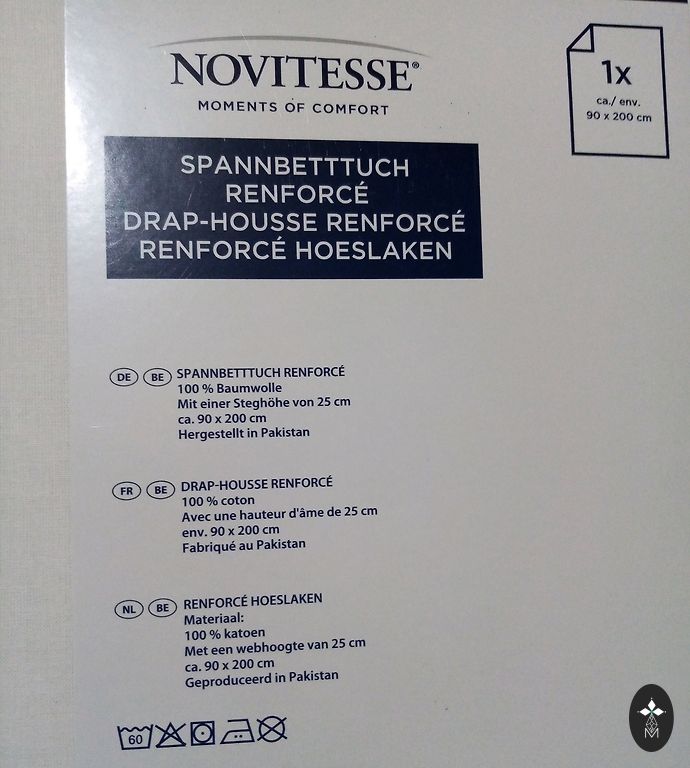 NOVITESSE®
MOMENTS OF COMFORT
1x
ca./ env.
90 x 200 cm
SPANNBETTTUCH
RENFORCÉ
DRAP-HOUSSE RENFORCÉ
RENFORCÉ HOESLAKEN
DE BE SPANNBETTTUCH RENFORCÉ
100 % Baumwolle
Mit einer Steghöhe von 25 cm
ca. 90 x 200 cm
Hergestellt in Pakistan
FR BE DRAP-HOUSSE RENFORCÉ
100 % coton
Avec une hauteur d'âme de 25 cm
env. 90 x 200 cm
Fabriqué au Pakistan
NL BE RENFORCÉ HOESLAKEN
Materiaal:
100 % katoen
Met een webhoogte van 25 cm
ca. 90 x 200 cm
Geproduceerd in Pakistan
60
M